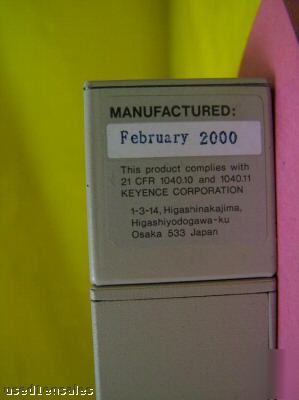 MANUFACTURED:
February 2000
This product complies with
21 CFR 1040.10 and 1040.11
KEYENCE CORPORATION
1-3-14, Higashinakajima,
Higashiyodogawa-ku
Osaka 533 Japan
used1ensales